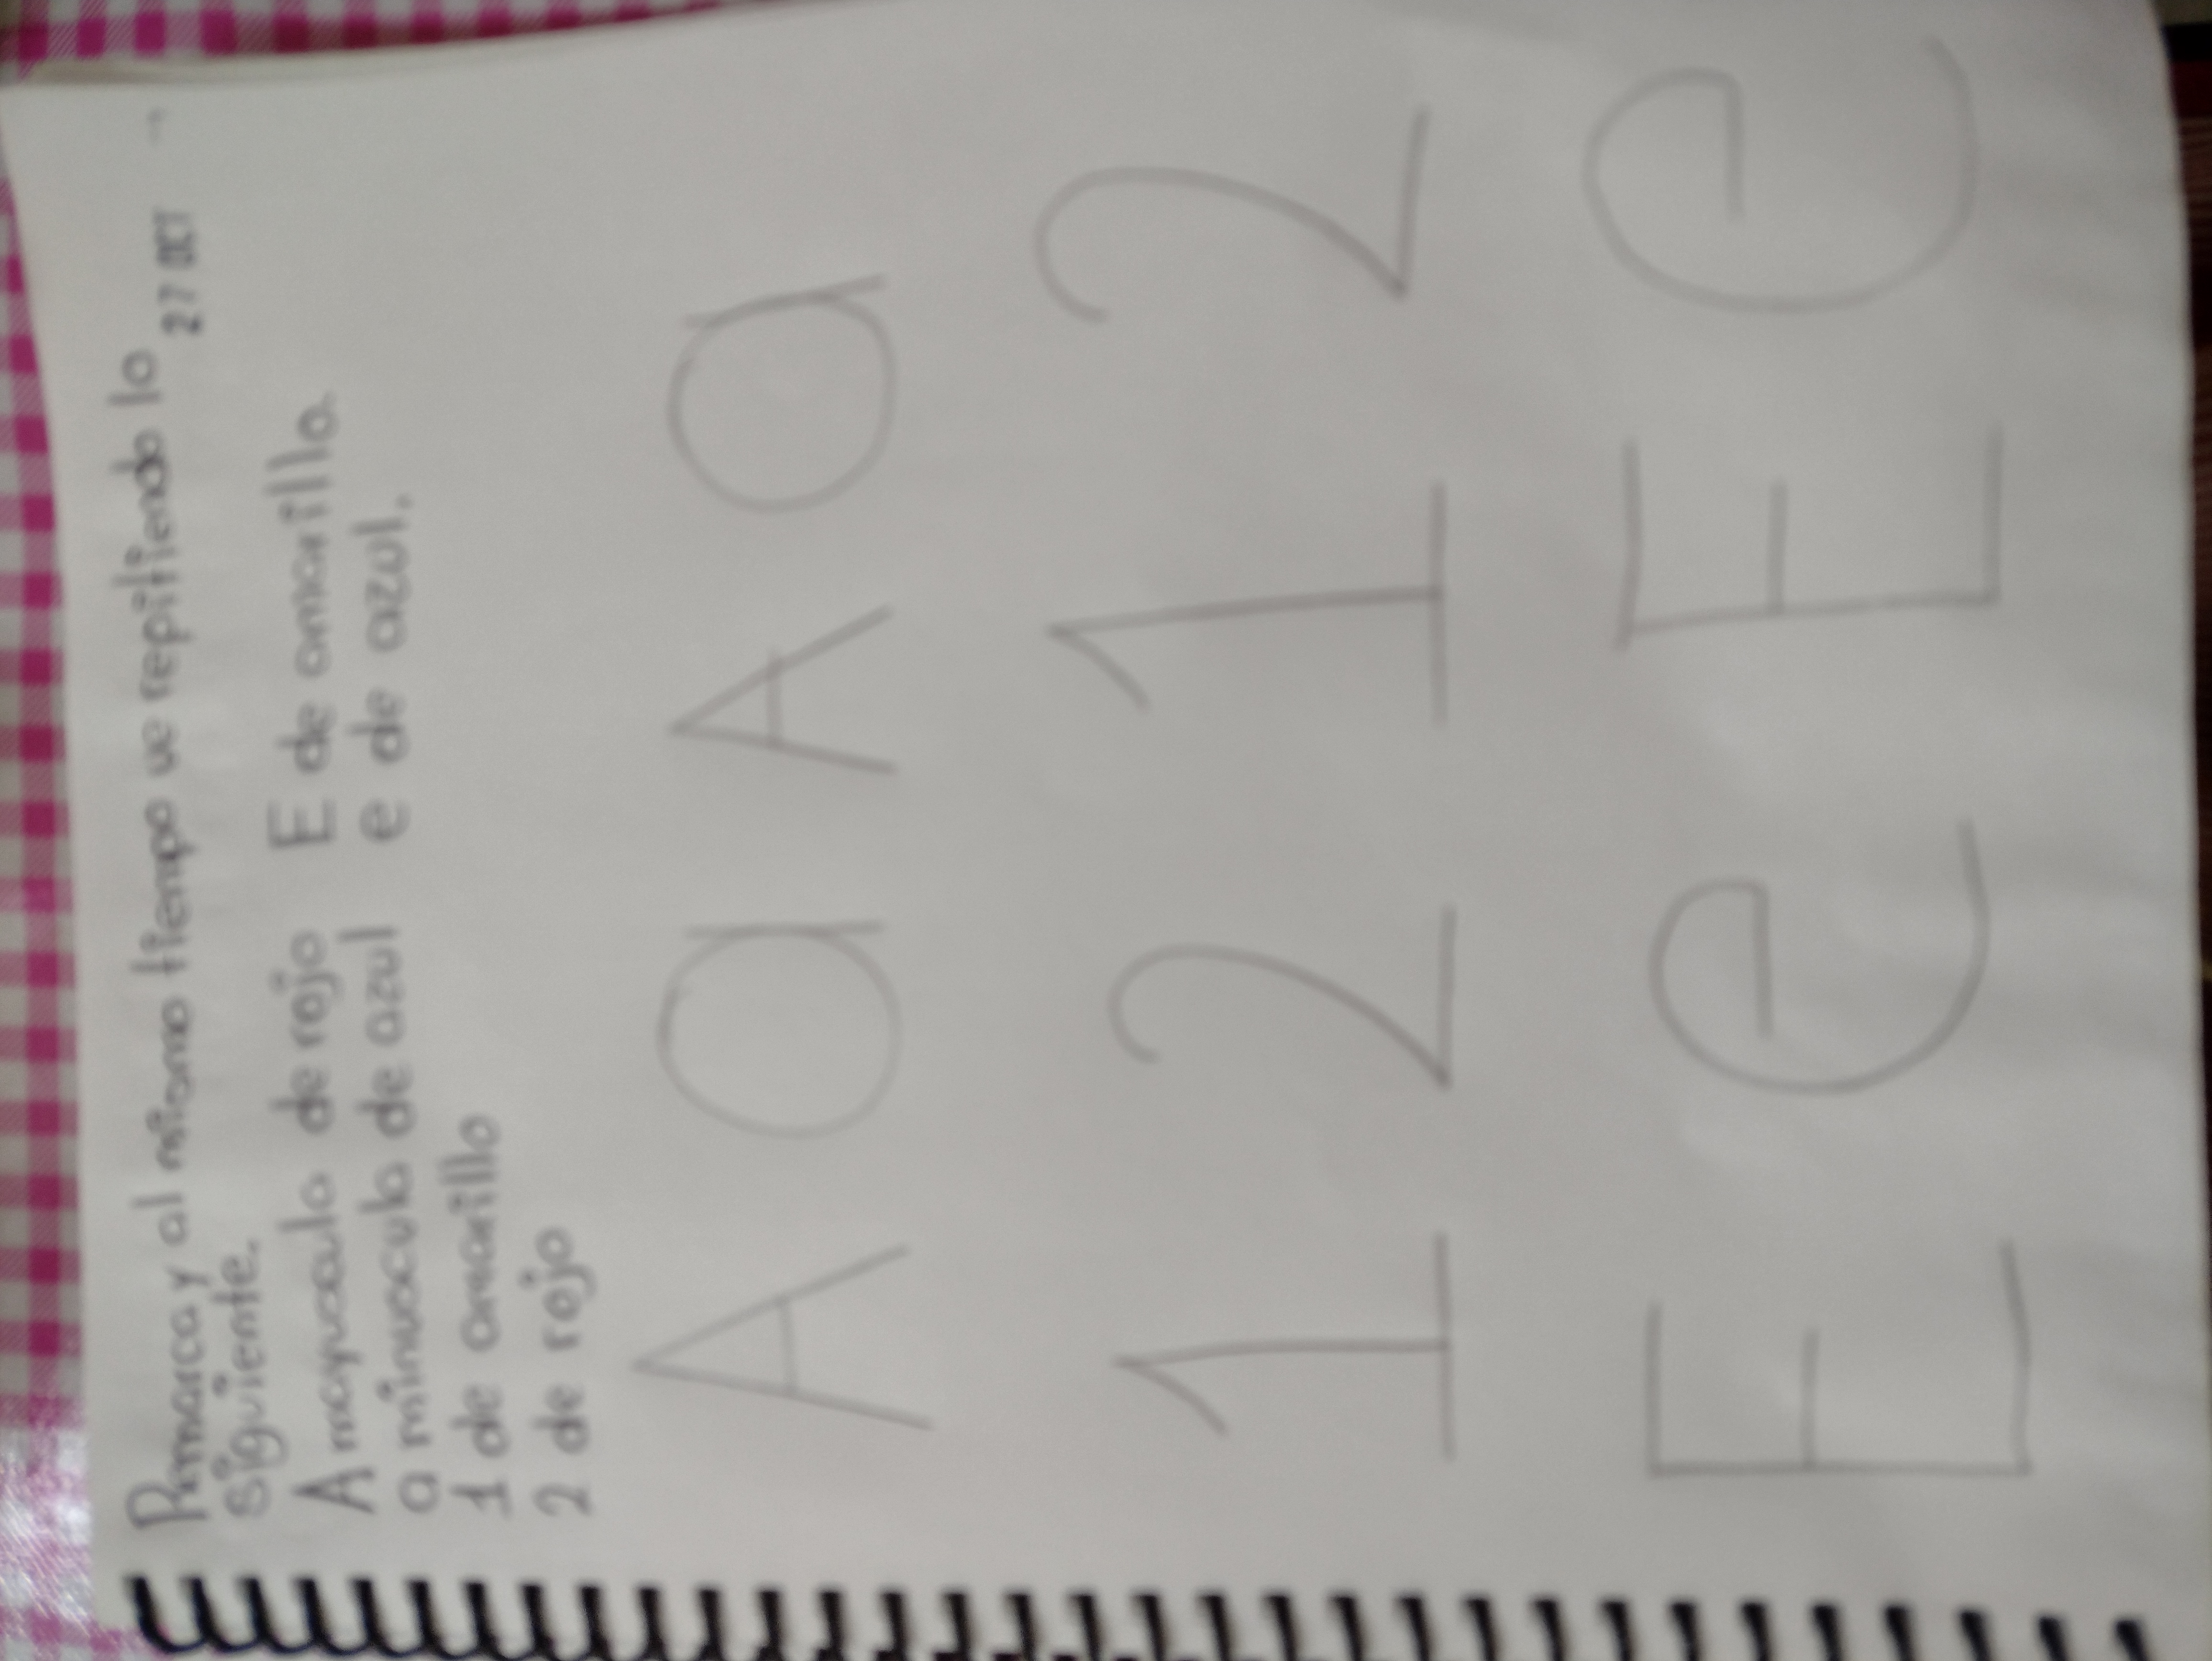 Remarca y al mismo tiempo ve repitiendo lo
siguiente.
27 OCT
A mayuscula de rojo E de amarillo.
a minuscula de azul e de azul.
1 de amarillo
2 de rojo
A a A a
1 2 1 2
E e E e